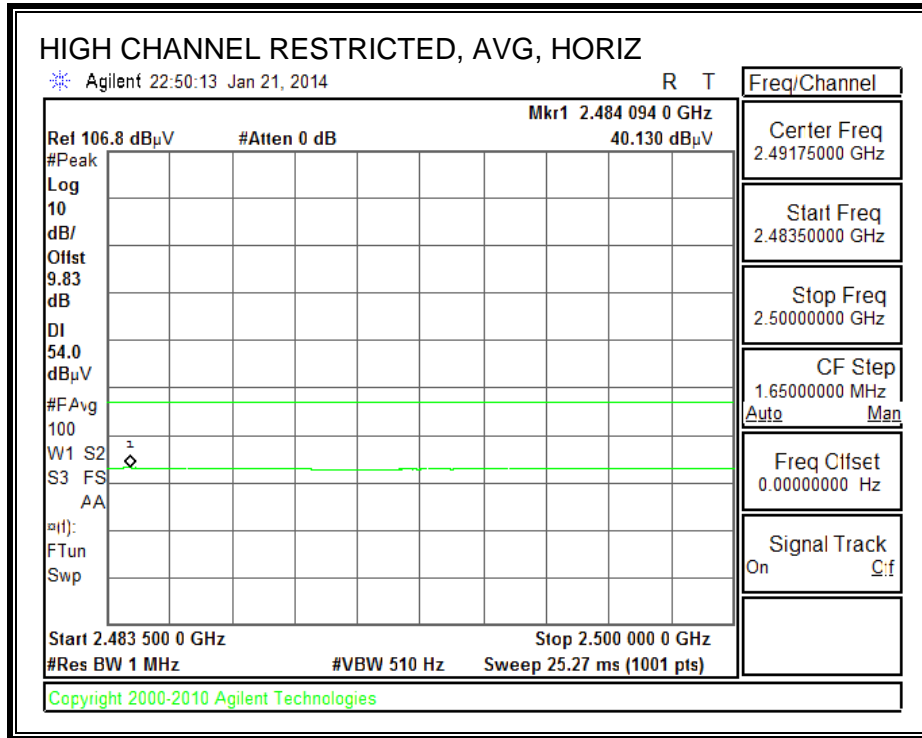 HIGH CHANNEL RESTRICTED, AVG, HORIZ
Agilent 22:50:13 Jan 21, 2014 R T
Mkr1 2.484 094 0 GHz
Ref 106.8 dBµV #Atten 0 dB 40.130 dBµV
#Peak
Log
10
dB/
Offst
9.83
dB
DI
54.0
dBµV
#FAvg
100
W1 S2
S3 FS
AA
¤(f):
FTun
Swp
1
Start 2.483 500 0 GHz Stop 2.500 000 0 GHz
#Res BW 1 MHz #VBW 510 Hz Sweep 25.27 ms (1001 pts)
Copyright 2000-2010 Agilent Technologies
Freq/Channel
Center Freq
2.49175000 GHz
Start Freq
2.48350000 GHz
Stop Freq
2.50000000 GHz
CF Step
1.65000000 MHz
Auto Man
Freq Offset
0.00000000 Hz
Signal Track
On Off